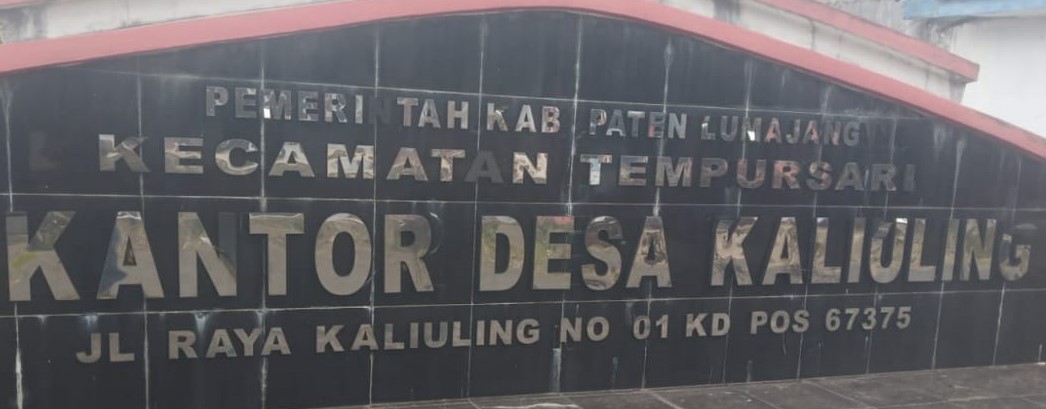 PEMERINTAH KAB PATEN LUMAJANG
KECAMATAN TEMPURSARI
KANTOR DESA KALIULING
JL RAYA KALIULING NO 01 KD POS 67375